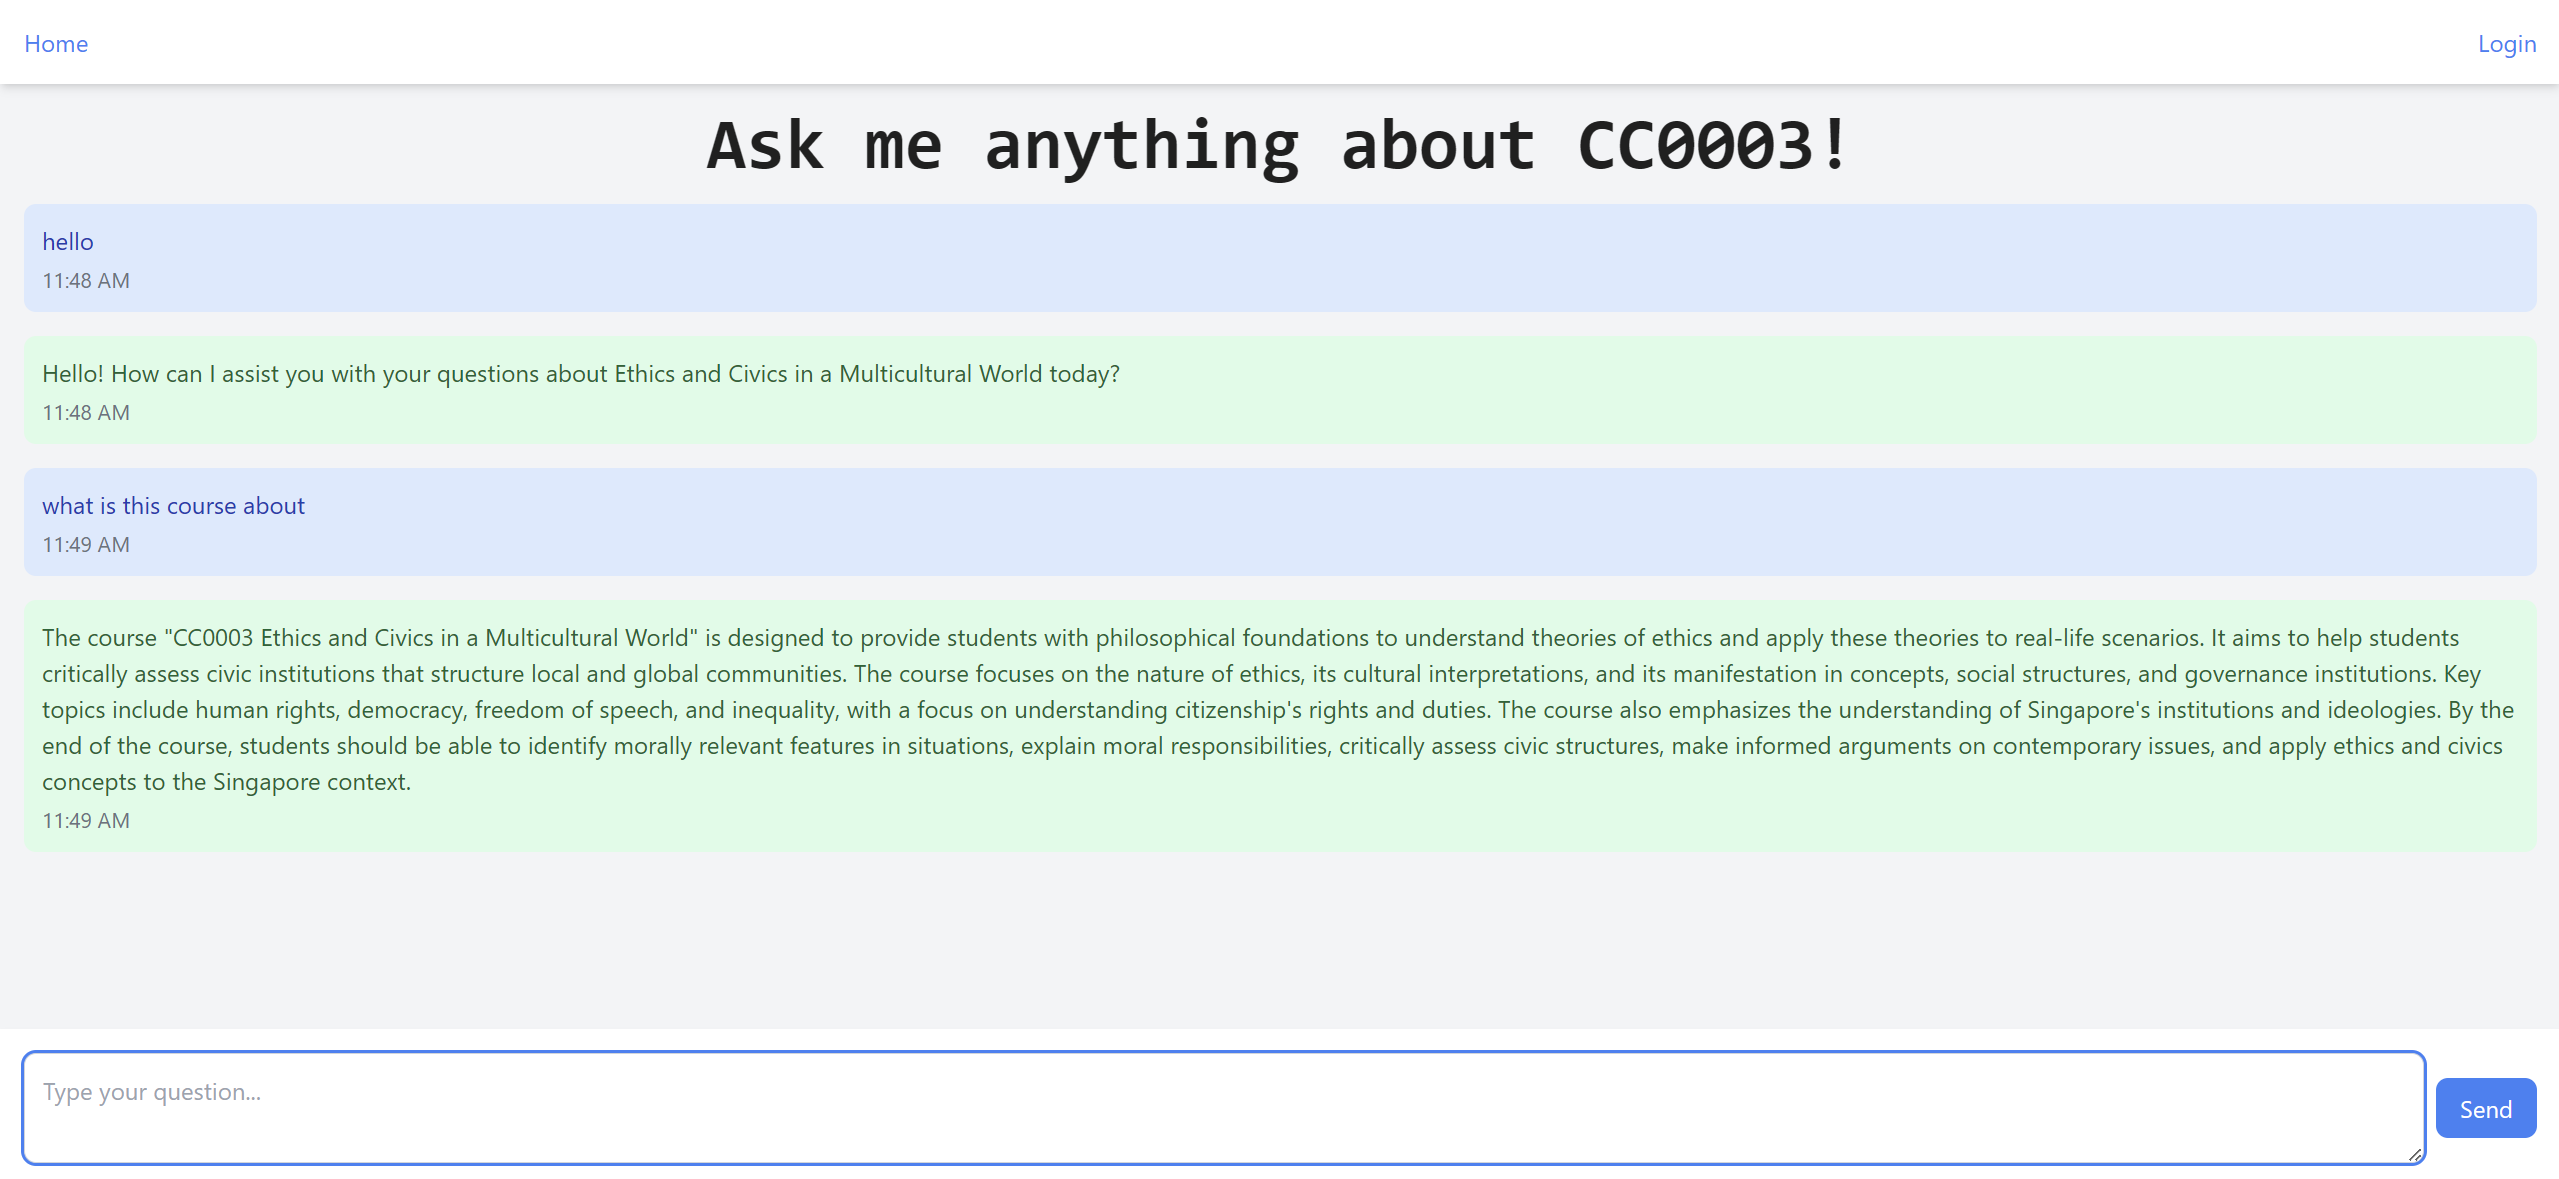 Home
Login
Ask me anything about CC0003!
hello
11:48 AM
Hello! How can I assist you with your questions about Ethics and Civics in a Multicultural World today?
11:48 AM
what is this course about
11:49 AM
The course "CC0003 Ethics and Civics in a Multicultural World" is designed to provide students with philosophical foundations to understand theories of ethics and apply these theories to real-life scenarios. It aims to help students
critically assess civic institutions that structure local and global communities. The course focuses on the nature of ethics, its cultural interpretations, and its manifestation in concepts, social structures, and governance institutions. Key
topics include human rights, democracy, freedom of speech, and inequality, with a focus on understanding citizenship's rights and duties. The course also emphasizes the understanding of Singapore's institutions and ideologies. By the
end of the course, students should be able to identify morally relevant features in situations, explain moral responsibilities, critically assess civic structures, make informed arguments on contemporary issues, and apply ethics and civics
concepts to the Singapore context.
11:49 AM
Type your question...
Send